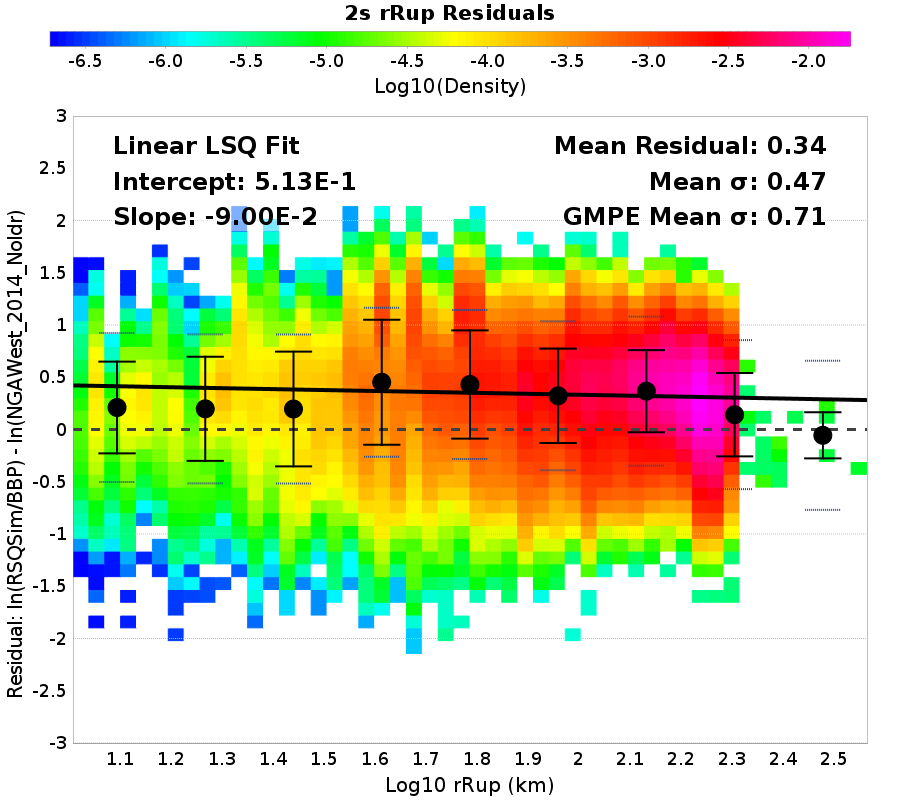 2s rRup Residuals
-6.5 -6.0 -5.5 -5.0 -4.5 -4.0 -3.5 -3.0 -2.5 -2.0
Log10(Density)
Linear LSQ Fit
Intercept: 5.13E-1
Slope: -9.00E-2
Mean Residual: 0.34
Mean σ: 0.47
GMPE Mean σ: 0.71
Residual: ln(RSQSim/BBP) - ln(NGAWest_2014_NoIdr)
3
2.5
2
1.5
1
0.5
0
-0.5
-1
-1.5
-2
-2.5
-3
1.1 1.2 1.3 1.4 1.5 1.6 1.7 1.8 1.9 2 2.1 2.2 2.3 2.4 2.5
Log10 rRup (km)